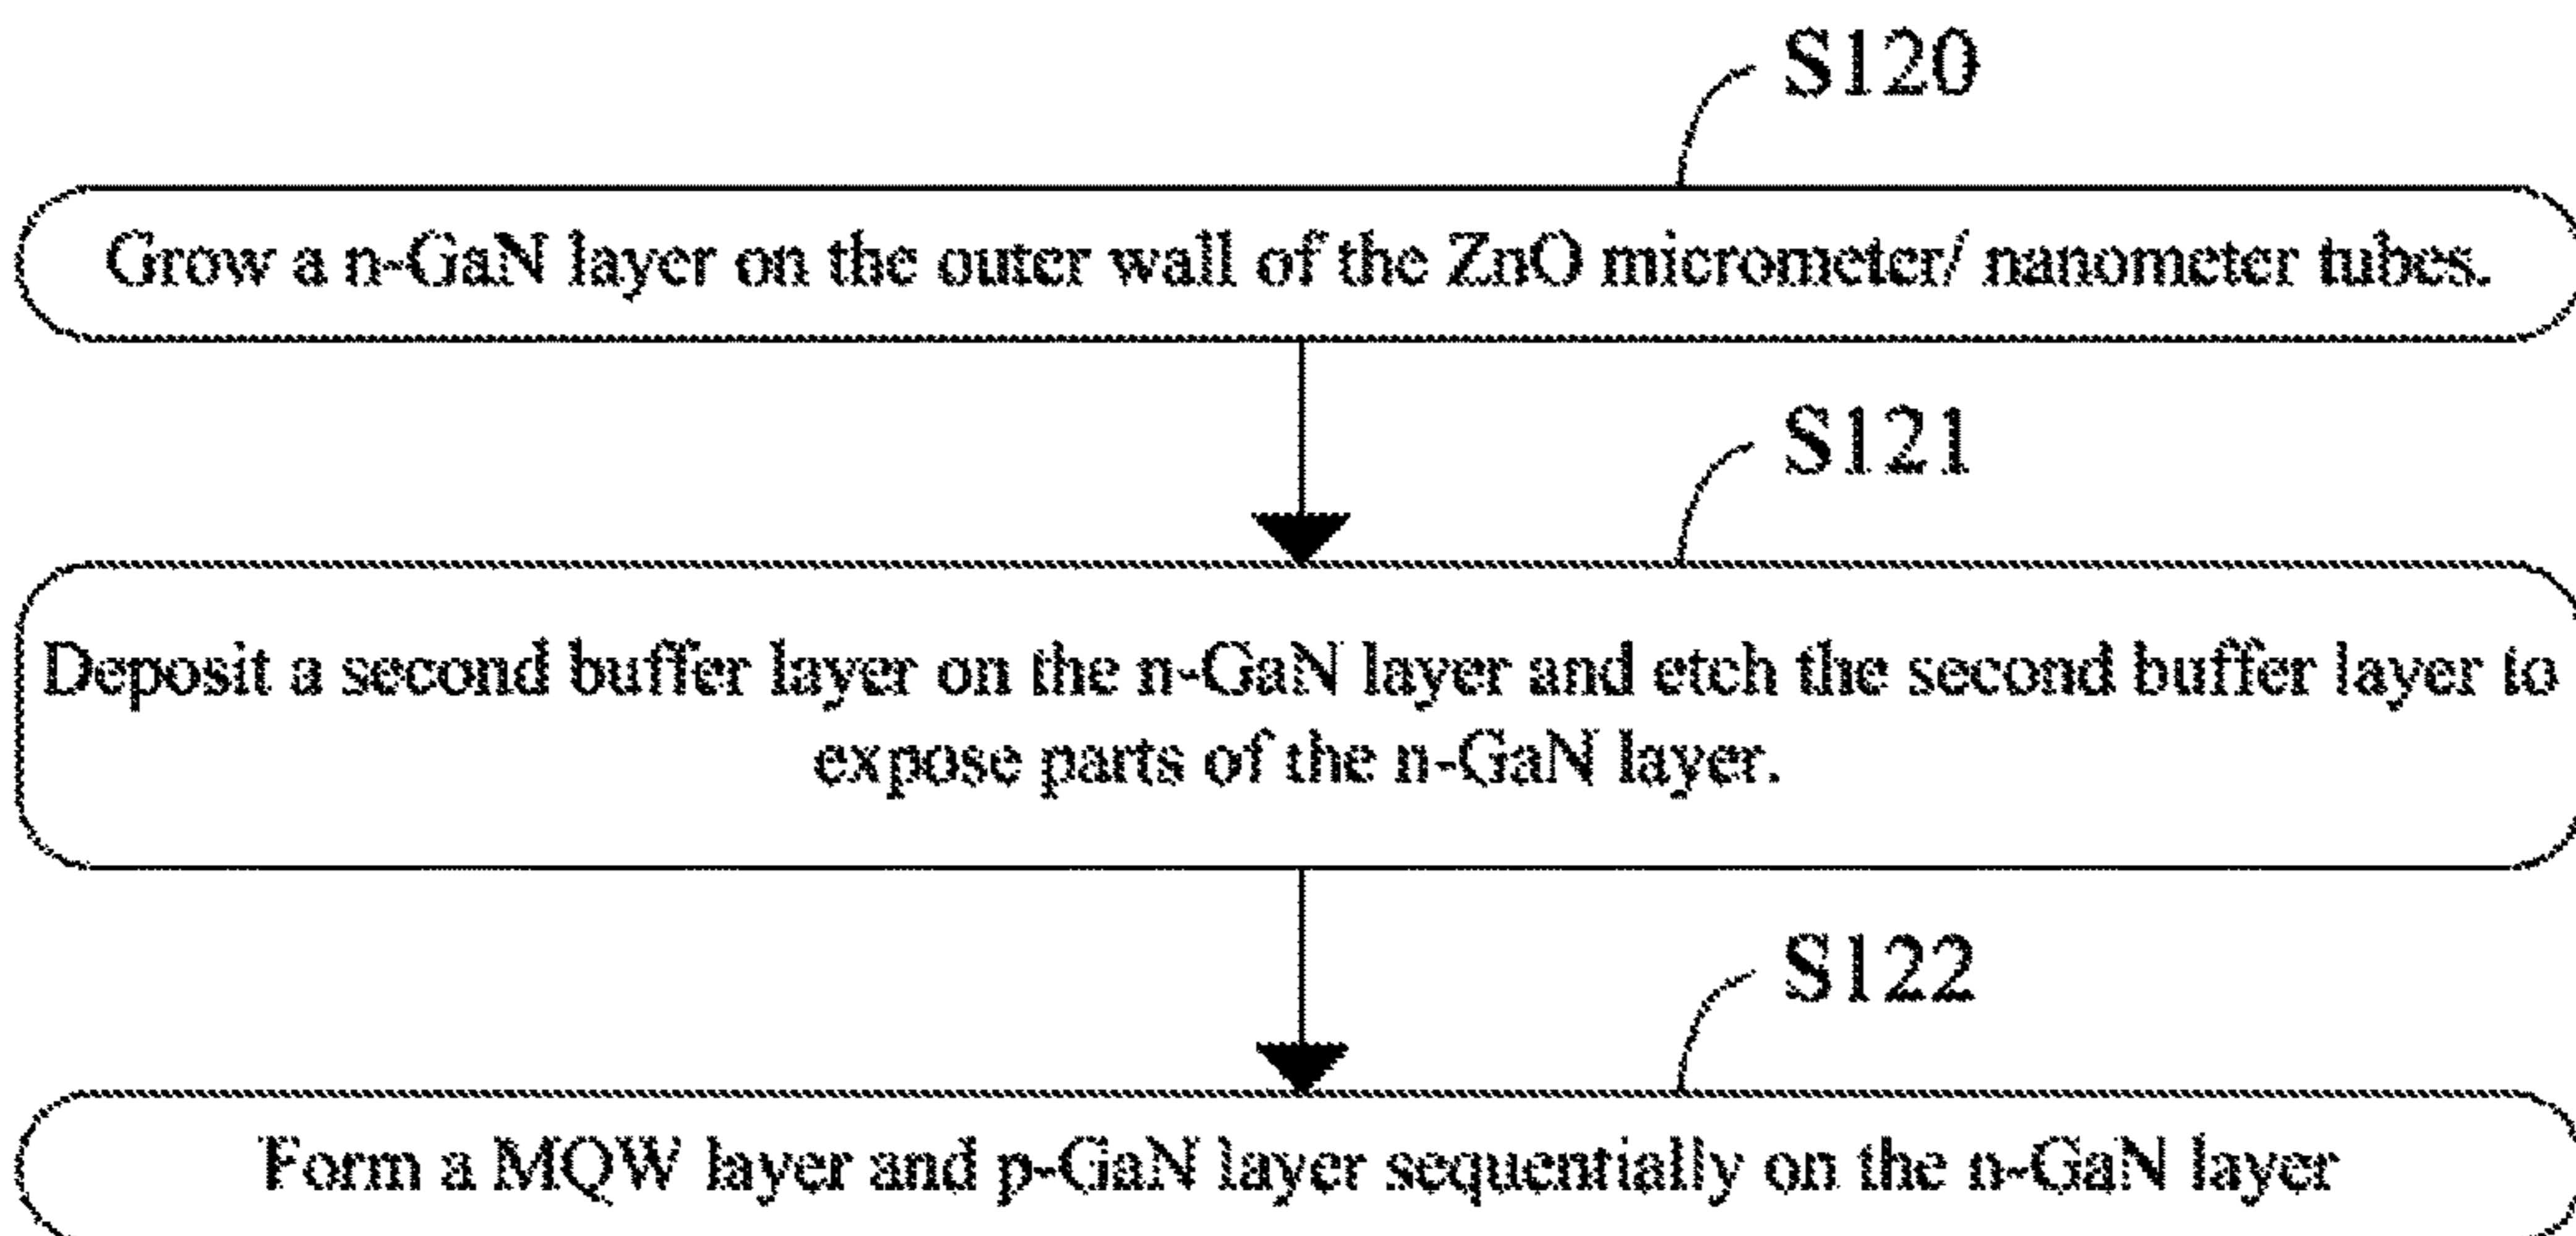 S120
Grow a n-GaN layer on the outer wall of the ZnO micrometer/ nanometer tubes.
S121
Deposit a second buffer layer on the n-GaN layer and etch the second buffer layer to
expose parts of the n-GaN layer.
S122
Form a MQW layer and p-GaN layer sequentially on the n-GaN layer